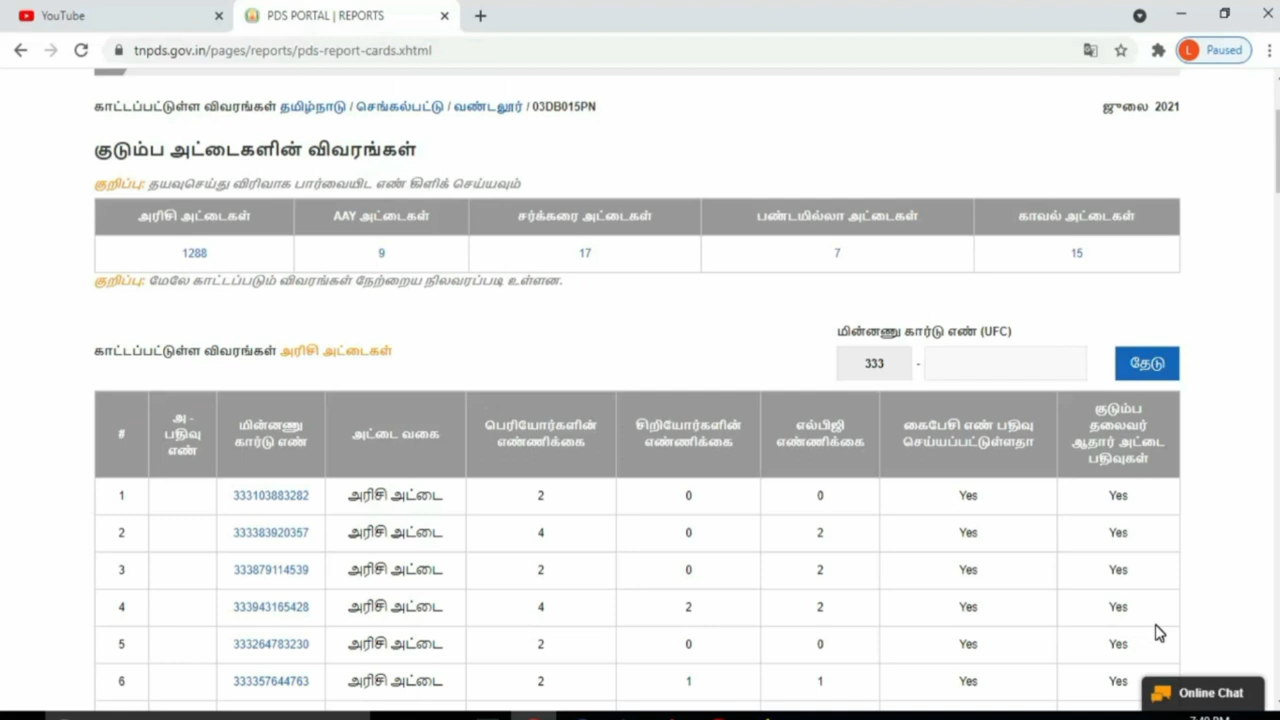 YouTube
PDS PORTAL | REPORTS
tnpds.gov.in/pages/reports/pds-report-cards.xhtml
L Paused
காட்டப்பட்டுள்ள விவரங்கள் தமிழ்நாடு / செங்கல்பட்டு / வண்டலூர் / 03DB015PN
ஜுலை 2021
குடும்ப அட்டைகளின் விவரங்கள்
குறிப்பு: தயவுசெய்து விரிவாக பார்வையிட எண் கிளிக் செய்யவும்
அரிசி அட்டைகள் AAY அட்டைகள் சர்க்கரை அட்டைகள் பண்டமில்லா அட்டைகள் காவல் அட்டைகள்
1288 9 17 7 15
குறிப்பு: மேலே காட்டப்படும் விவரங்கள் நேற்றைய நிலவரப்படி உள்ளன.
மின்னணு கார்டு எண் (UFC)
காட்டப்பட்டுள்ள விவரங்கள் அரிசி அட்டைகள்
333 - தேடு
#
அ -
பதிவு
எண்
மின்னணு
கார்டு எண்
அட்டை வகை
பெரியோர்களின்
எண்ணிக்கை
சிறியோர்களின்
எண்ணிக்கை
எல்பிஜி
எண்ணிக்கை
கைபேசி எண் பதிவு
செய்யப்பட்டுள்ளதா
குடும்ப
தலைவர்
ஆதார் அட்டை
பதிவுகள்
1 333103883282 அரிசி அட்டை 2 0 0 Yes Yes
2 333383920357 அரிசி அட்டை 4 0 2 Yes Yes
3 333879114539 அரிசி அட்டை 2 0 2 Yes Yes
4 333943165428 அரிசி அட்டை 4 2 2 Yes Yes
5 333264783230 அரிசி அட்டை 2 0 0 Yes Yes
6 333357644763 அரிசி அட்டை 2 1 1 Yes Yes
Online Chat